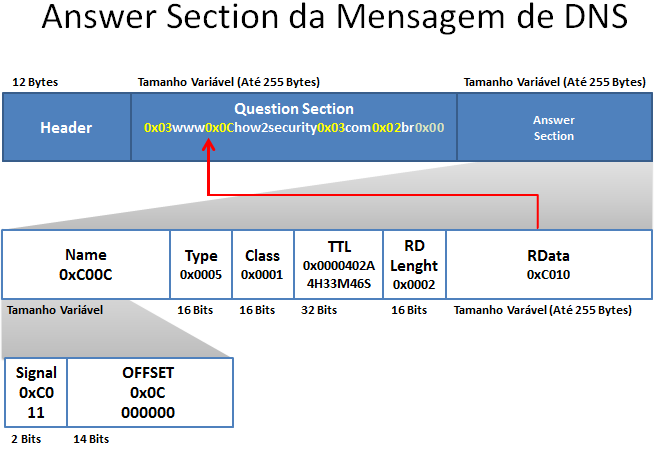 Answer Section da Mensagem de DNS
12 Bytes
Tamanho Variável (Até 255 Bytes)
Tamanho Variável (Até 255 Bytes)
Header
Question Section
0x03www0x0Chow2security0x03com0x02br0x00
Answer
Section
Name
0xC00C
Type
0x0005
Class
0x0001
TTL
0x0000402A
4H33M46S
RD
Lenght
0x0002
RData
0xC010
Tamanho Variável
16 Bits
16 Bits
32 Bits
16 Bits
Tamanho Variável (Até 255 Bytes)
Signal
0xC0
11
OFFSET
0x0C
000000
2 Bits
14 Bits